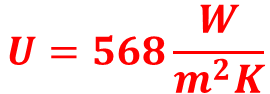 U = 568 W/m²K